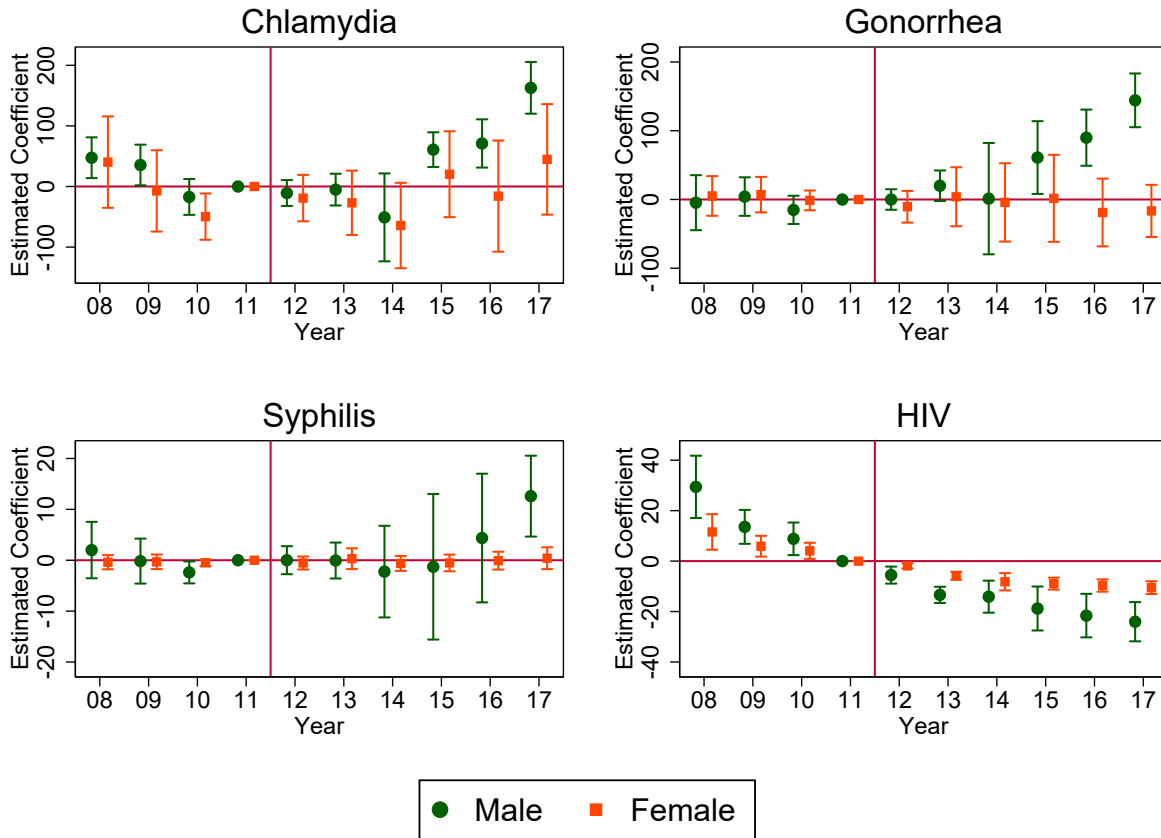 Chlamydia
Estimated Coefficient
200
100
0
-100
08 09 10 11 12 13 14 15 16 17
Year
Gonorrhea
Estimated Coefficient
200
100
0
-100
08 09 10 11 12 13 14 15 16 17
Year
Syphilis
Estimated Coefficient
20
10
0
-10
-20
08 09 10 11 12 13 14 15 16 17
Year
HIV
Estimated Coefficient
40
20
0
-20
-40
08 09 10 11 12 13 14 15 16 17
Year
Male Female